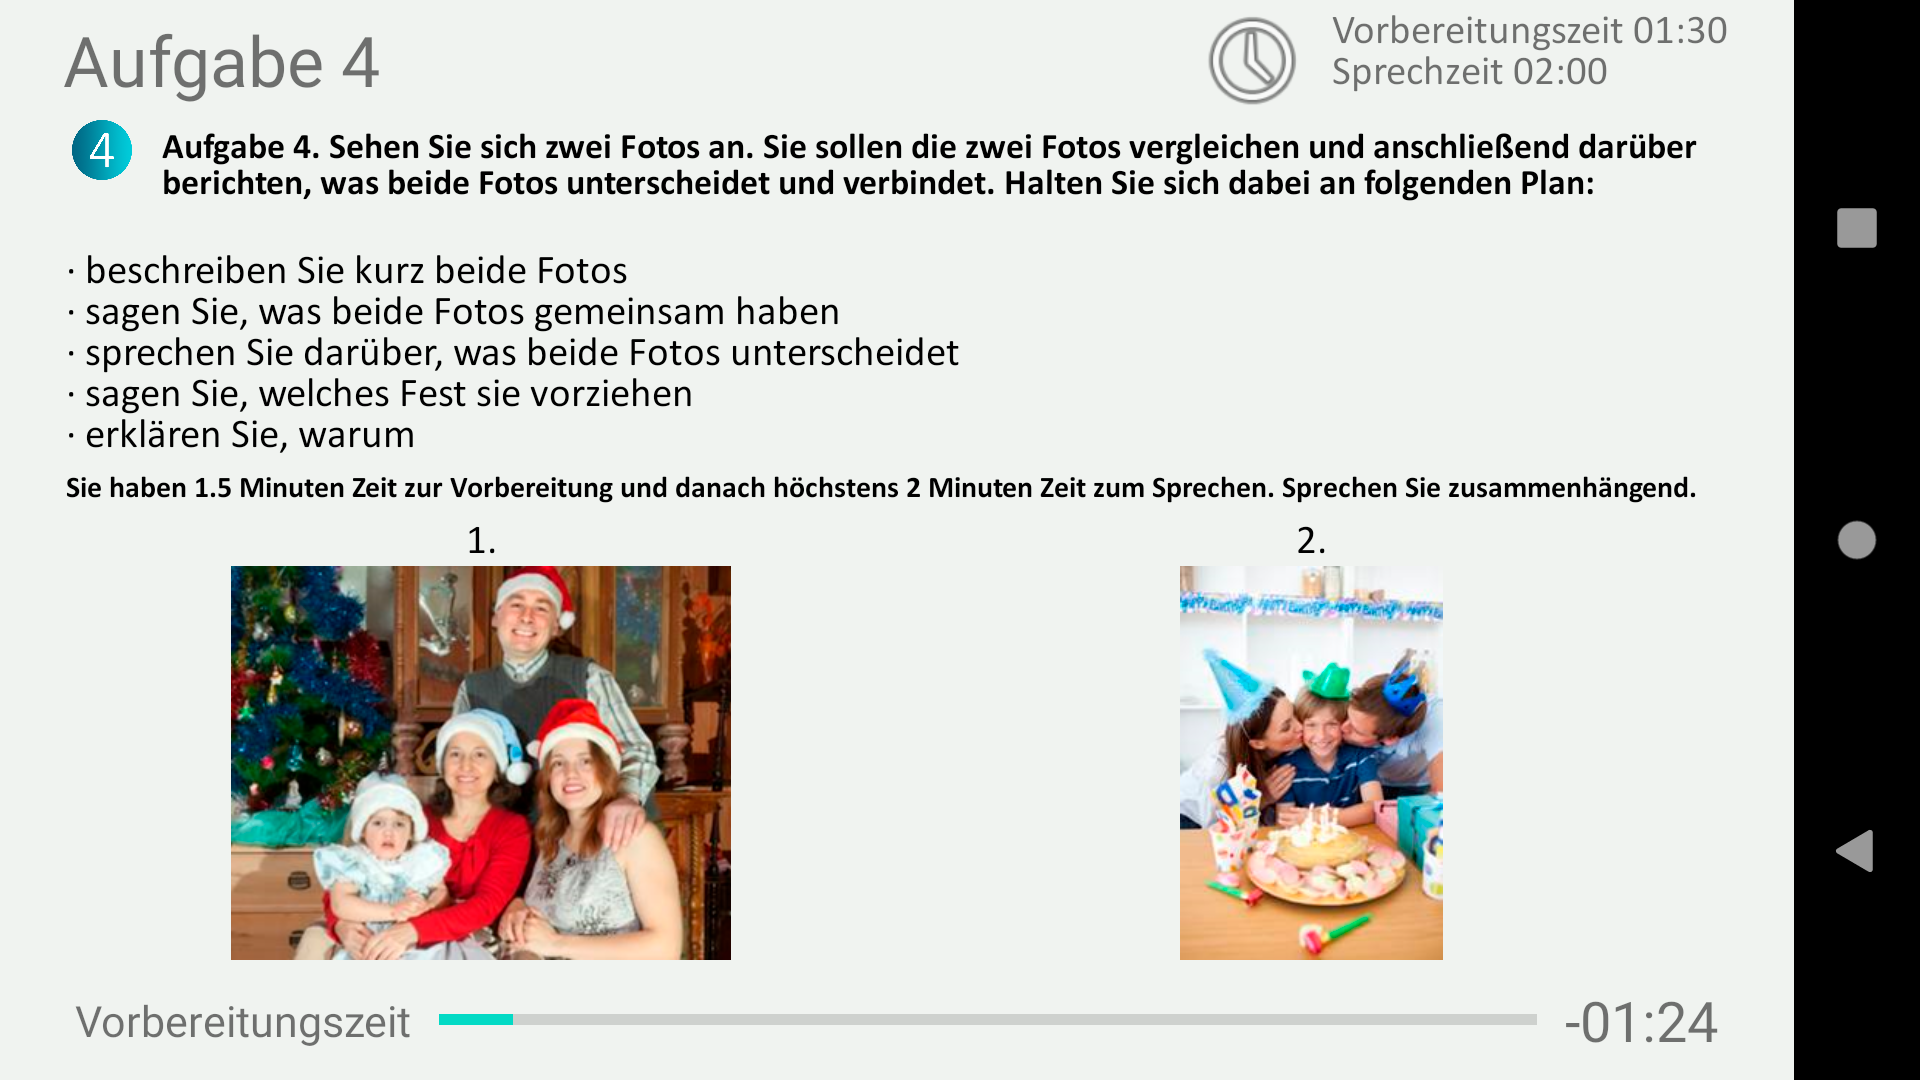 Aufgabe 4
Vorbereitungszeit 01:30
Sprechzeit 02:00
4
Aufgabe 4. Sehen Sie sich zwei Fotos an. Sie sollen die zwei Fotos vergleichen und anschließend darüber
berichten, was beide Fotos unterscheidet und verbindet. Halten Sie sich dabei an folgenden Plan:
· beschreiben Sie kurz beide Fotos
· sagen Sie, was beide Fotos gemeinsam haben
· sprechen Sie darüber, was beide Fotos unterscheidet
· sagen Sie, welches Fest sie vorziehen
· erklären Sie, warum
Sie haben 1.5 Minuten Zeit zur Vorbereitung und danach höchstens 2 Minuten Zeit zum Sprechen. Sprechen Sie zusammenhängend.
1.
2.
Vorbereitungszeit
-01:24